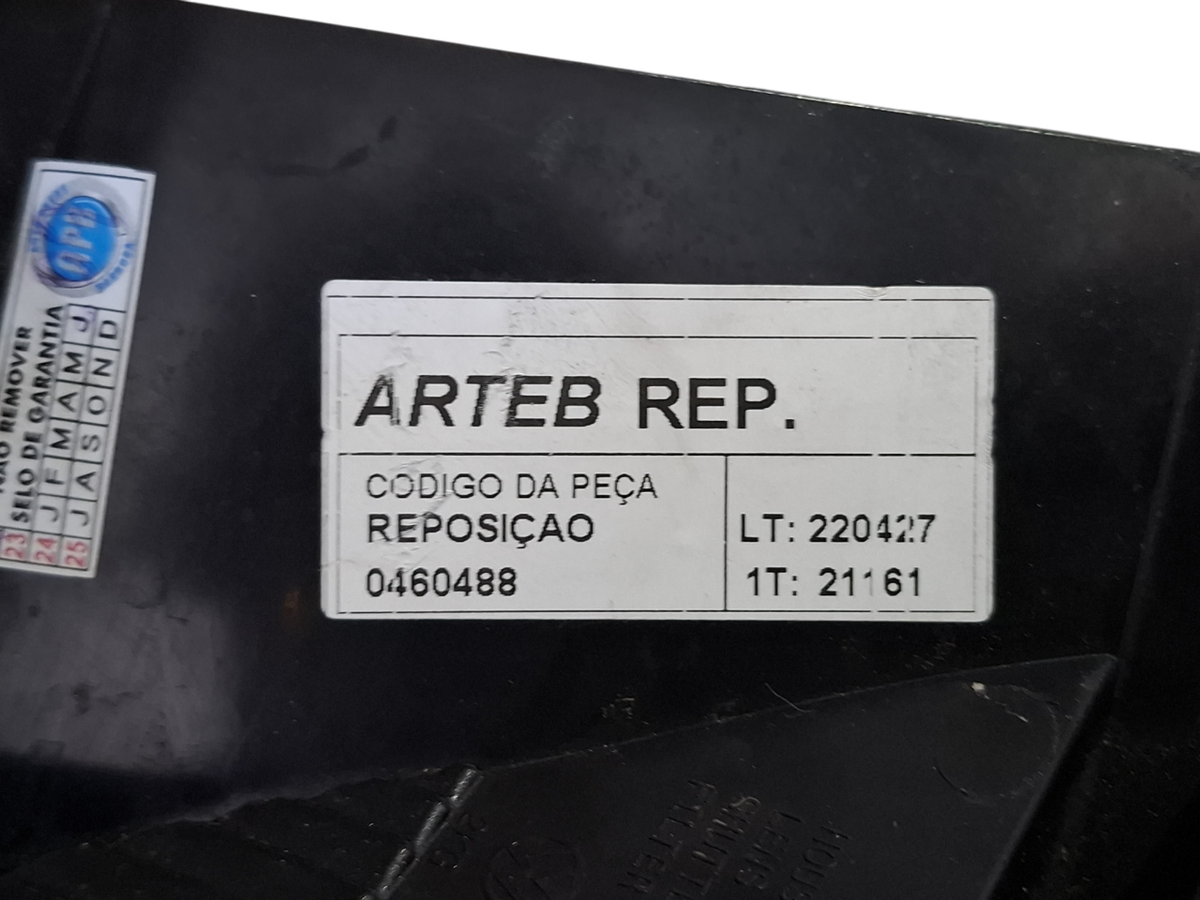 APB
NÃO REMOVER
SELO DE GARANTIA
23
24 J F M A M J
25 J A S O N D
ARTEB REP.
CODIGO DA PEÇA
REPOSIÇAO
0460488
LT: 220427
1T: 21161